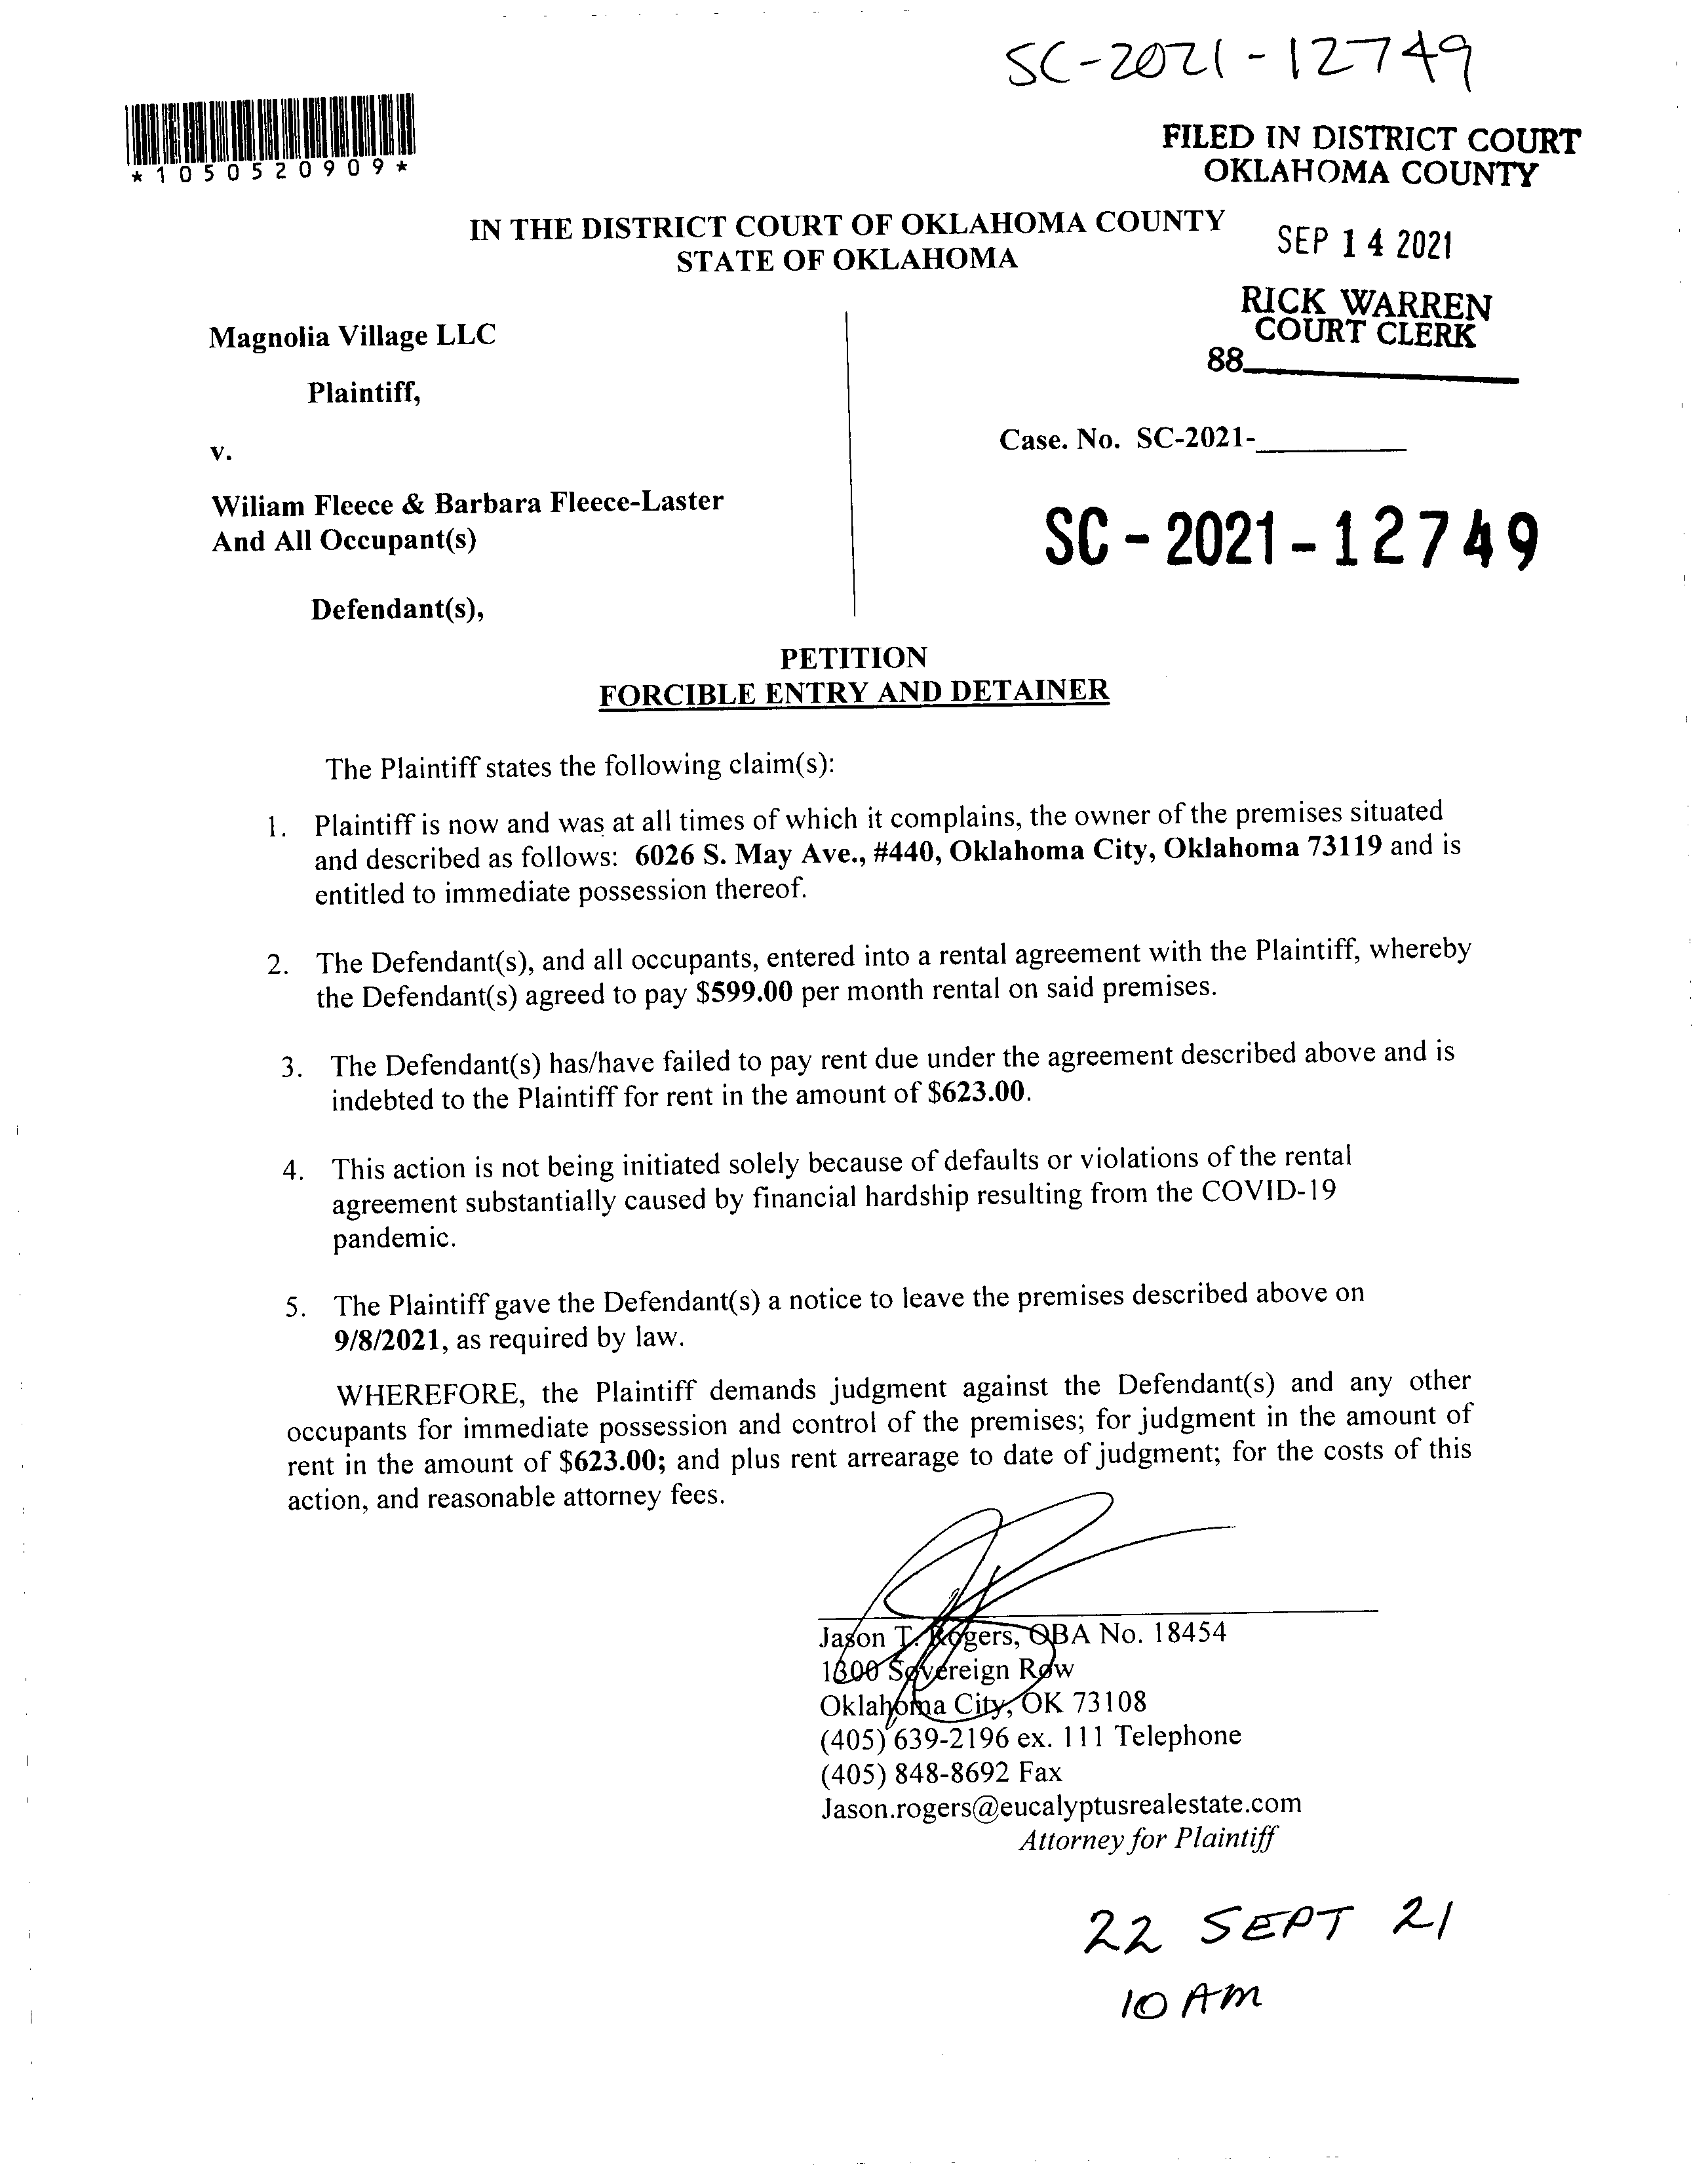 SC-2021-12749
*1050520909*
FILED IN DISTRICT COURT
OKLAHOMA COUNTY
IN THE DISTRICT COURT OF OKLAHOMA COUNTY
STATE OF OKLAHOMA
SEP 14 2021
RICK WARREN
COURT CLERK
88
Magnolia Village LLC
Plaintiff,
v.
Case. No. SC-2021-
Wiliam Fleece & Barbara Fleece-Laster
And All Occupant(s)
SC-2021-12749
Defendant(s),
PETITION
FORCIBLE ENTRY AND DETAINER
The Plaintiff states the following claim(s):
1. Plaintiff is now and was at all times of which it complains, the owner of the premises situated
and described as follows: 6026 S. May Ave., #440, Oklahoma City, Oklahoma 73119 and is
entitled to immediate possession thereof.
2. The Defendant(s), and all occupants, entered into a rental agreement with the Plaintiff, whereby
the Defendant(s) agreed to pay $599.00 per month rental on said premises.
3. The Defendant(s) has/have failed to pay rent due under the agreement described above and is
indebted to the Plaintiff for rent in the amount of $623.00.
4. This action is not being initiated solely because of defaults or violations of the rental
agreement substantially caused by financial hardship resulting from the COVID-19
pandemic.
5. The Plaintiff gave the Defendant(s) a notice to leave the premises described above on
9/8/2021, as required by law.
WHEREFORE, the Plaintiff demands judgment against the Defendant(s) and any other
occupants for immediate possession and control of the premises; for judgment in the amount of
rent in the amount of $623.00; and plus rent arrearage to date of judgment; for the costs of this
action, and reasonable attorney fees.
Jason T. Rogers, OBA No. 18454
1300 Sovereign Row
Oklahoma City, OK 73108
(405) 639-2196 ex. 111 Telephone
(405) 848-8692 Fax
Jason.rogers@eucalyptusrealestate.com
Attorney for Plaintiff
22 SEPT 21
10 AM